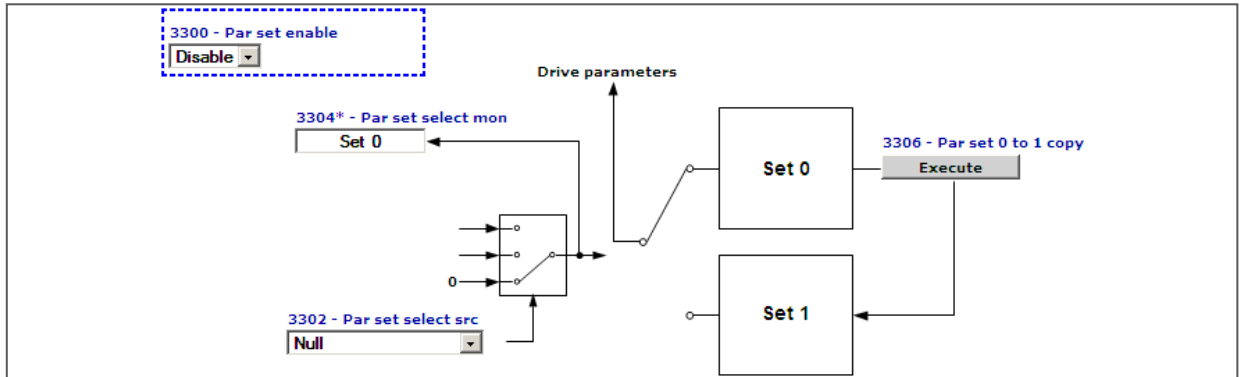 3300 - Par set enable
Disable
Drive parameters
3304* - Par set select mon
Set 0
3306 - Par set 0 to 1 copy
Set 0
Execute
0
3302 - Par set select src
Null
Set 1